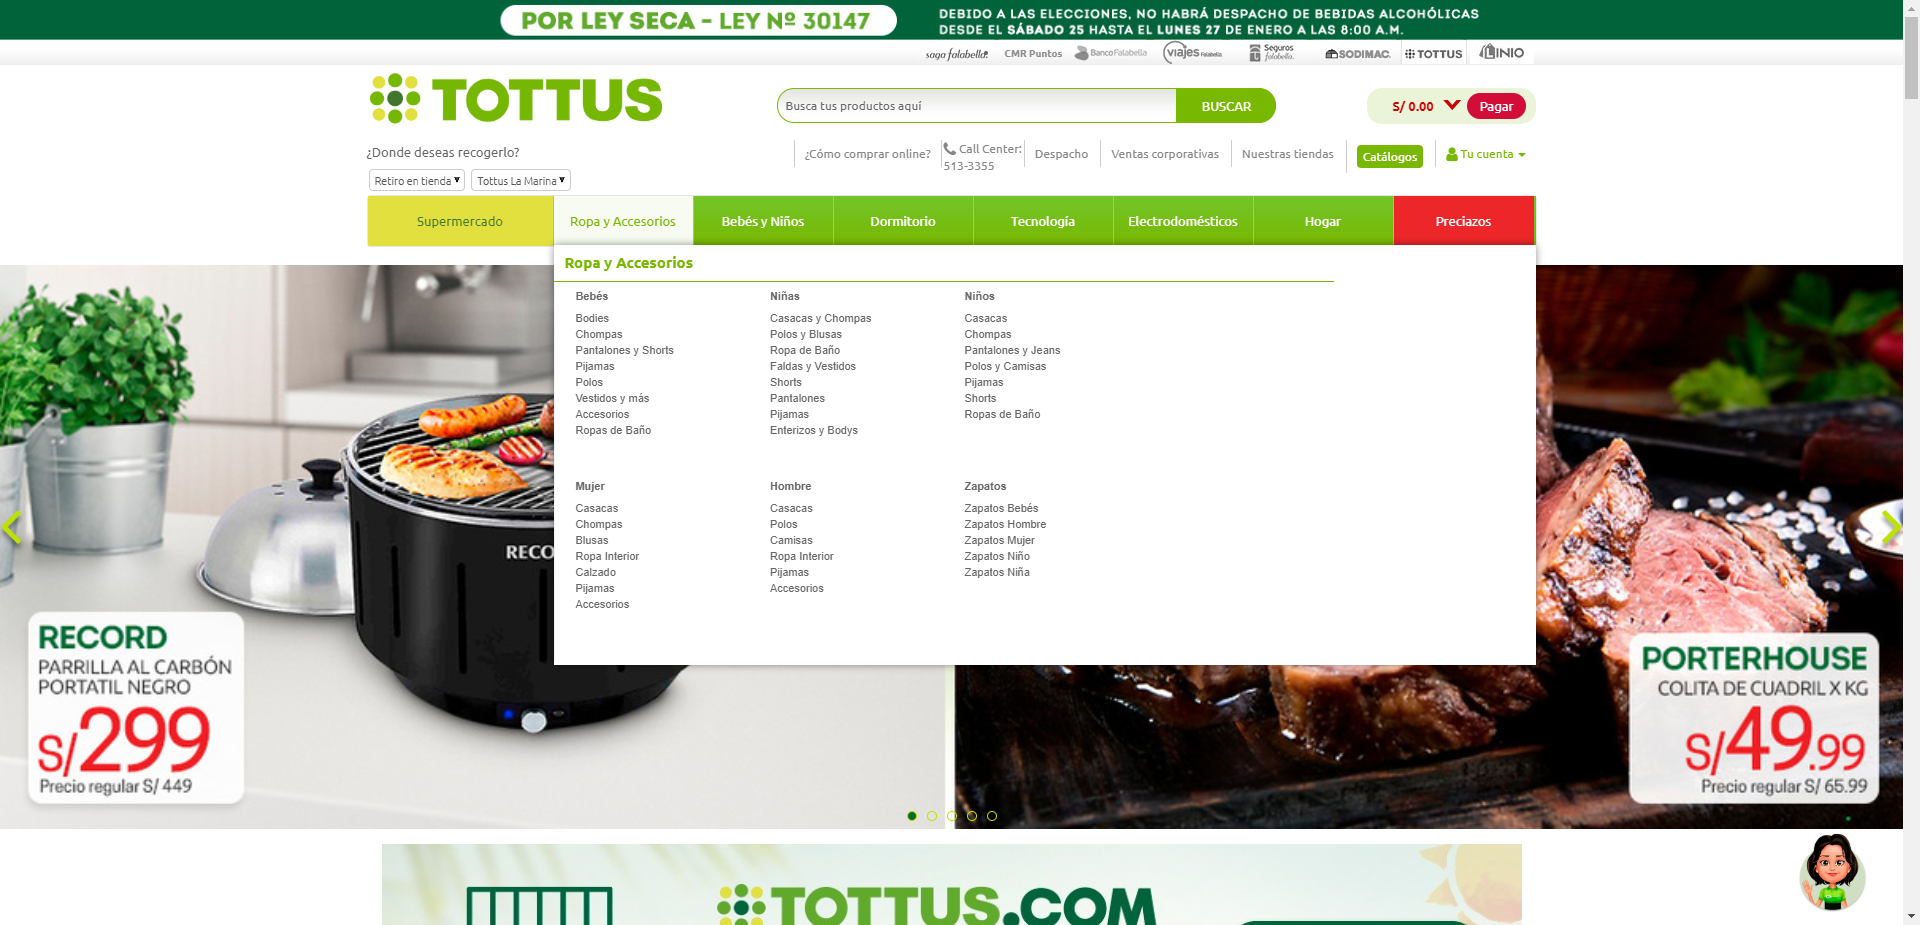 POR LEY SECA - LEY Nº 30147
DEBIDO A LAS ELECCIONES, NO HABRÁ DESPACHO DE BEBIDAS ALCOHÓLICAS
DESDE EL SÁBADO 25 HASTA EL LUNES 27 DE ENERO A LAS 8:00 A.M.
saga falabella. CMR Puntos BancoFalabella viajes Falabella Seguros falabella. SODIMAC TOTTUS LINIO
TOTTUS
Busca tus productos aquí
BUSCAR
S/ 0.00
Pagar
¿Donde deseas recogerlo?
Retiro en tienda
Tottus La Marina
¿Cómo comprar online?
Call Center:
513-3355
Despacho
Ventas corporativas
Nuestras tiendas
Catálogos
Tu cuenta
Supermercado
Ropa y Accesorios
Bebés y Niños
Dormitorio
Tecnología
Electrodomésticos
Hogar
Preciazos
Ropa y Accesorios
Bebés
Bodies
Chompas
Pantalones y Shorts
Pijamas
Polos
Vestidos y más
Accesorios
Ropas de Baño
Niñas
Casacas y Chompas
Polos y Blusas
Ropa de Baño
Faldas y Vestidos
Shorts
Pantalones
Pijamas
Enterizos y Bodys
Niños
Casacas
Chompas
Pantalones y Jeans
Polos y Camisas
Pijamas
Shorts
Ropas de Baño
Mujer
Casacas
Chompas
Blusas
Ropa Interior
Calzado
Pijamas
Accesorios
Hombre
Casacas
Polos
Camisas
Ropa Interior
Pijamas
Accesorios
Zapatos
Zapatos Bebés
Zapatos Hombre
Zapatos Mujer
Zapatos Niño
Zapatos Niña
RECO
RECORD
PARRILLA AL CARBÓN
PORTATIL NEGRO
S/299
Precio regular S/ 449
PORTERHOUSE
COLITA DE CUADRIL X KG
S/49.99
Precio regular S/ 65.99
TOTTUS.COM